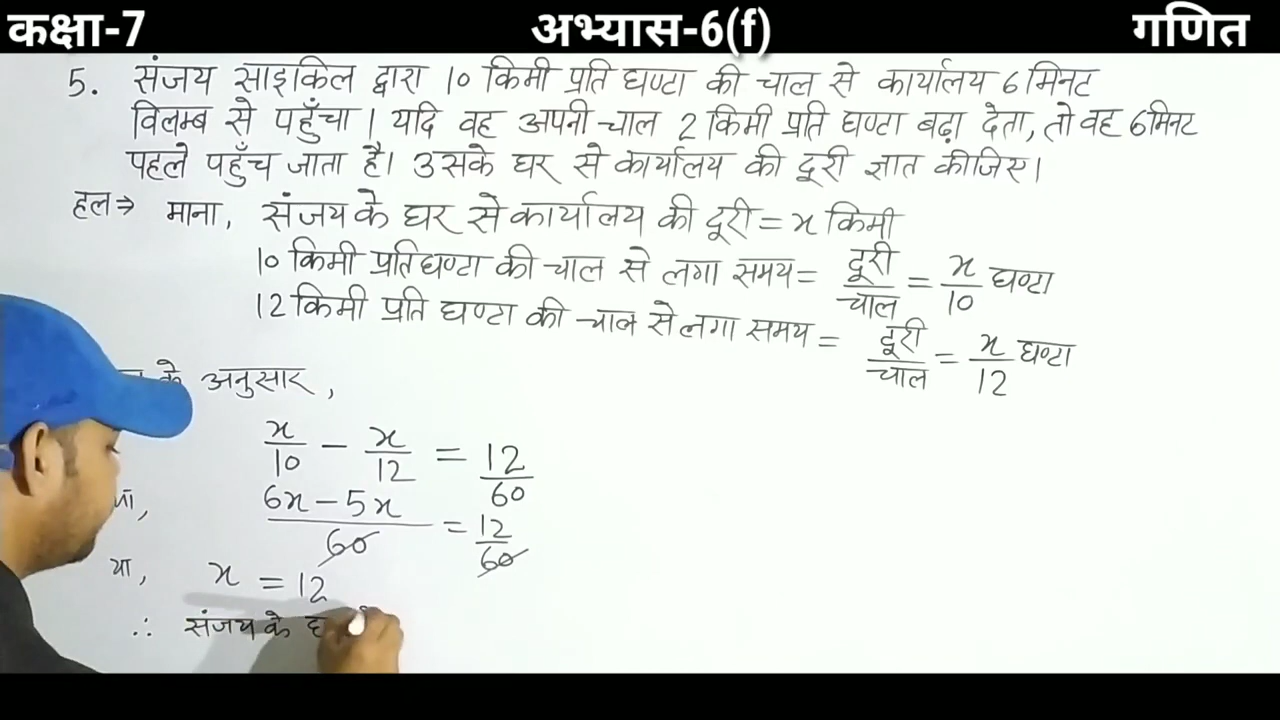 कक्षा-7 अभ्यास-6(f) गणित
5. संजय साइकिल द्वारा 10 किमी प्रति घण्टा की चाल से कार्यालय 6 मिनट
विलम्ब से पहुँचा। यदि वह अपनी चाल 2 किमी प्रति घण्टा बढ़ा देता, तो वह 6 मिनट
पहले पहुँच जाता है। उसके घर से कार्यालय की दूरी ज्ञात कीजिए।
हल⇒ माना, संजय के घर से कार्यालय की दूरी = x किमी
10 किमी प्रति घण्टा की चाल से लगा समय = दूरी/चाल = x/10 घण्टा
12 किमी प्रति घण्टा की चाल से लगा समय = दूरी/चाल = x/12 घण्टा
के अनुसार,
x/10 - x/12 = 12/60
6x-5x/60 = 12/60
या, x = 12
∴ संजय के